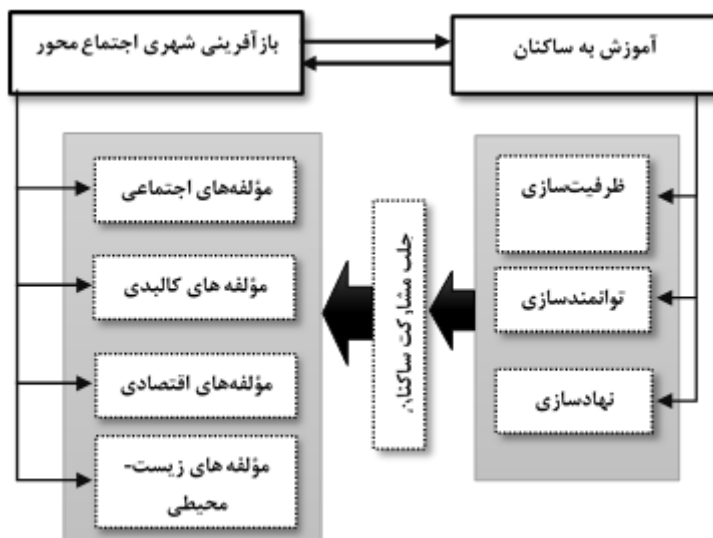 آموزش به ساکنان
بازآفرینی شهری اجتماع محور
ظرفیت‌سازی
توانمندسازی
نهادسازی
جلب مشارکت ساکنان
مؤلفه‌های اجتماعی
مؤلفه های کالبدی
مؤلفه‌های اقتصادی
مؤلفه های زیست-
محیطی